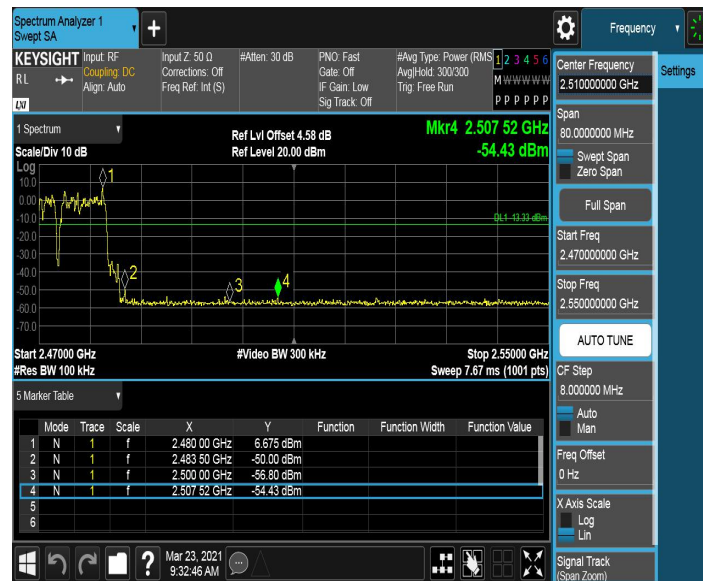 Spectrum Analyzer 1
Swept SA
Frequency
KEYSIGHT
RL
LXI
Input: RF
Coupling: DC
Align: Auto
Input Z: 50 Ω
Corrections: Off
Freq Ref: Int (S)
#Atten: 30 dB
PNO: Fast
Gate: Off
IF Gain: Low
Sig Track: Off
#Avg Type: Power (RMS
Avg|Hold: 300/300
Trig: Free Run
1 2 3 4 5 6
M W W W W W
P P P P P P
1 Spectrum
Scale/Div 10 dB
Ref Lvl Offset 4.58 dB
Ref Level 20.00 dBm
Mkr4 2.507 52 GHz
-54.43 dBm
Log
10.0
0.00
-10.0
-20.0
-30.0
-40.0
-50.0
-60.0
-70.0
1
2
3
4
DL1 -13.33 dBm
Start 2.47000 GHz
#Res BW 100 kHz
#Video BW 300 kHz
Stop 2.55000 GHz
Sweep 7.67 ms (1001 pts)
5 Marker Table
Mode Trace Scale X Y Function Function Width Function Value
1 N 1 f 2.480 00 GHz 6.675 dBm
2 N 1 f 2.483 50 GHz -50.00 dBm
3 N 1 f 2.500 00 GHz -56.80 dBm
4 N 1 f 2.507 52 GHz -54.43 dBm
5
6
Mar 23, 2021
9:32:46 AM
Center Frequency
2.510000000 GHz
Span
80.0000000 MHz
Swept Span
Zero Span
Full Span
Start Freq
2.470000000 GHz
Stop Freq
2.550000000 GHz
AUTO TUNE
CF Step
8.000000 MHz
Auto
Man
Freq Offset
0 Hz
X Axis Scale
Log
Lin
Signal Track
(Span Zoom)
Settings